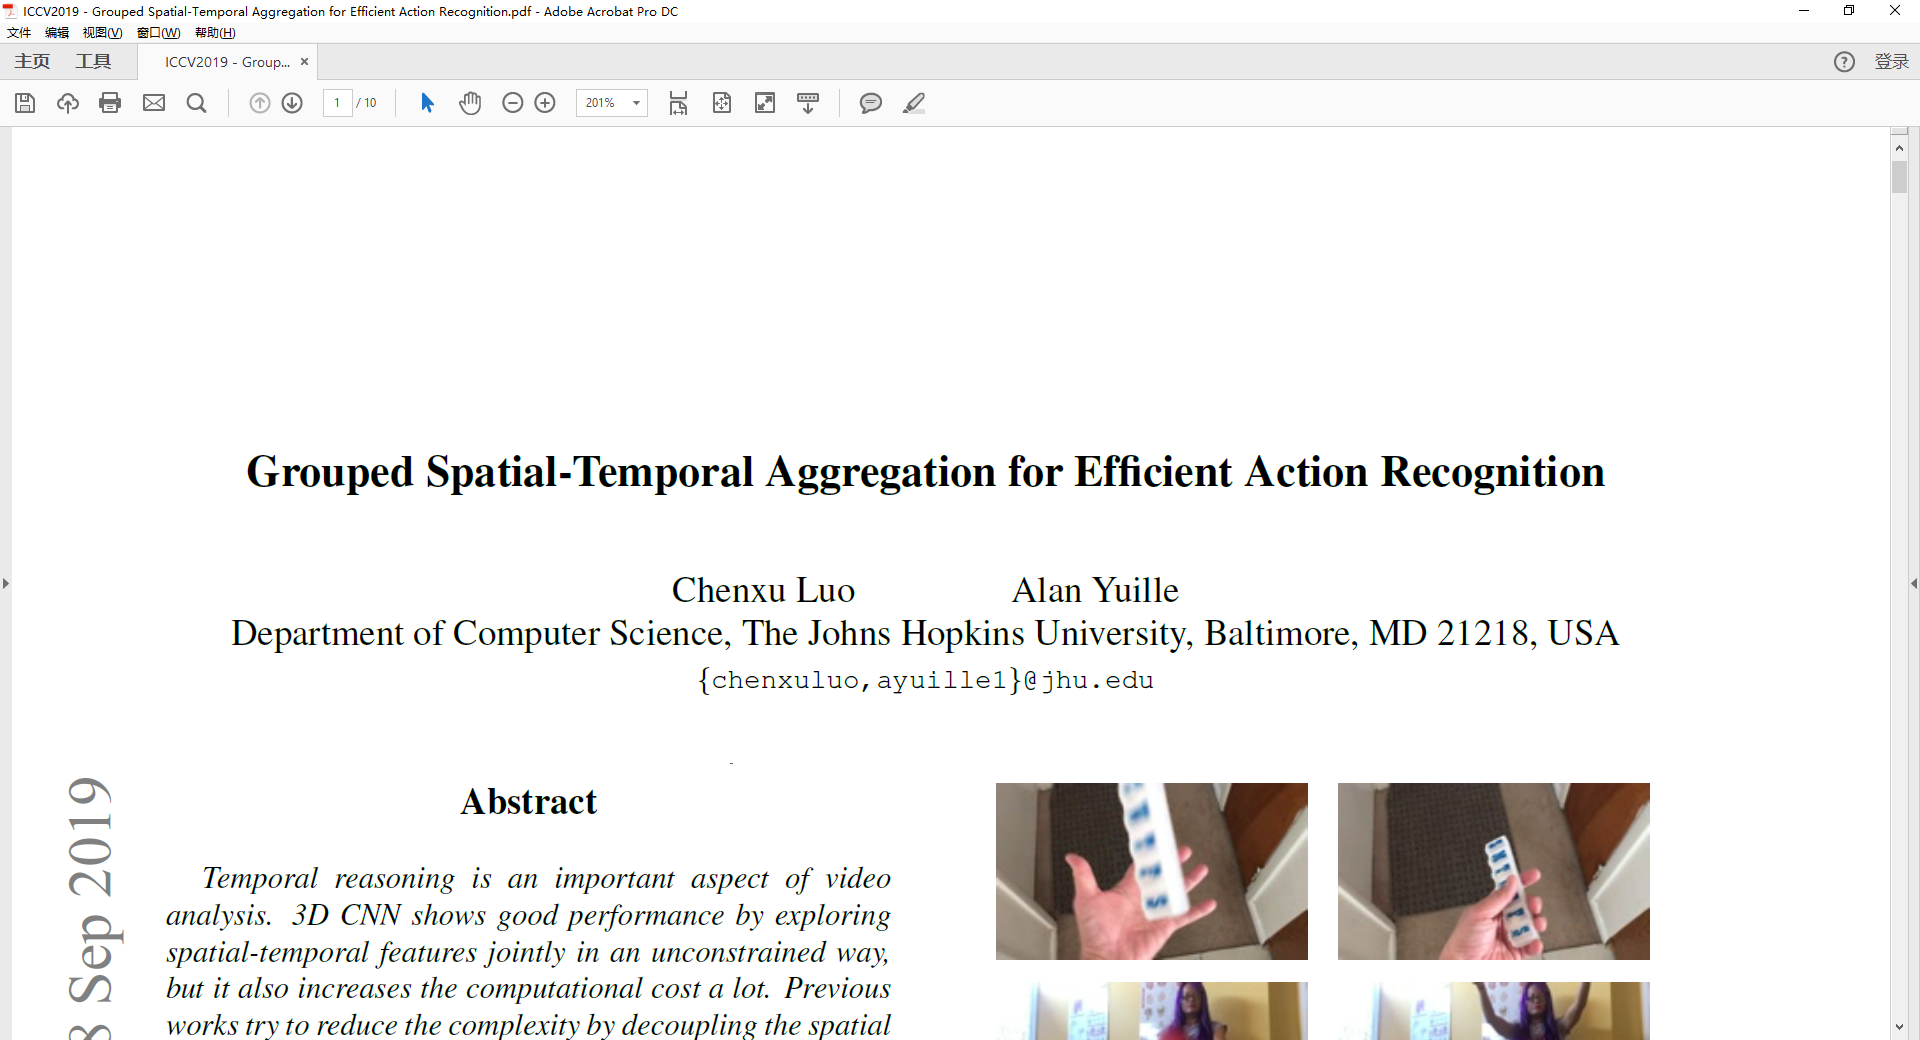 ICCV2019 - Grouped Spatial-Temporal Aggregation for Efficient Action Recognition.pdf - Adobe Acrobat Pro DC
文件 编辑 视图(V) 窗口(W) 帮助(H)
主页 工具 ICCV2019 - Group... × ? 登录
1 / 10 201%
Grouped Spatial-Temporal Aggregation for Efficient Action Recognition
Chenxu Luo Alan Yuille
Department of Computer Science, The Johns Hopkins University, Baltimore, MD 21218, USA
{chenxuluo,ayuille1}@jhu.edu
Abstract
Temporal reasoning is an important aspect of video
analysis. 3D CNN shows good performance by exploring
spatial-temporal features jointly in an unconstrained way,
but it also increases the computational cost a lot. Previous
works try to reduce the complexity by decoupling the spatial
Sep 2019